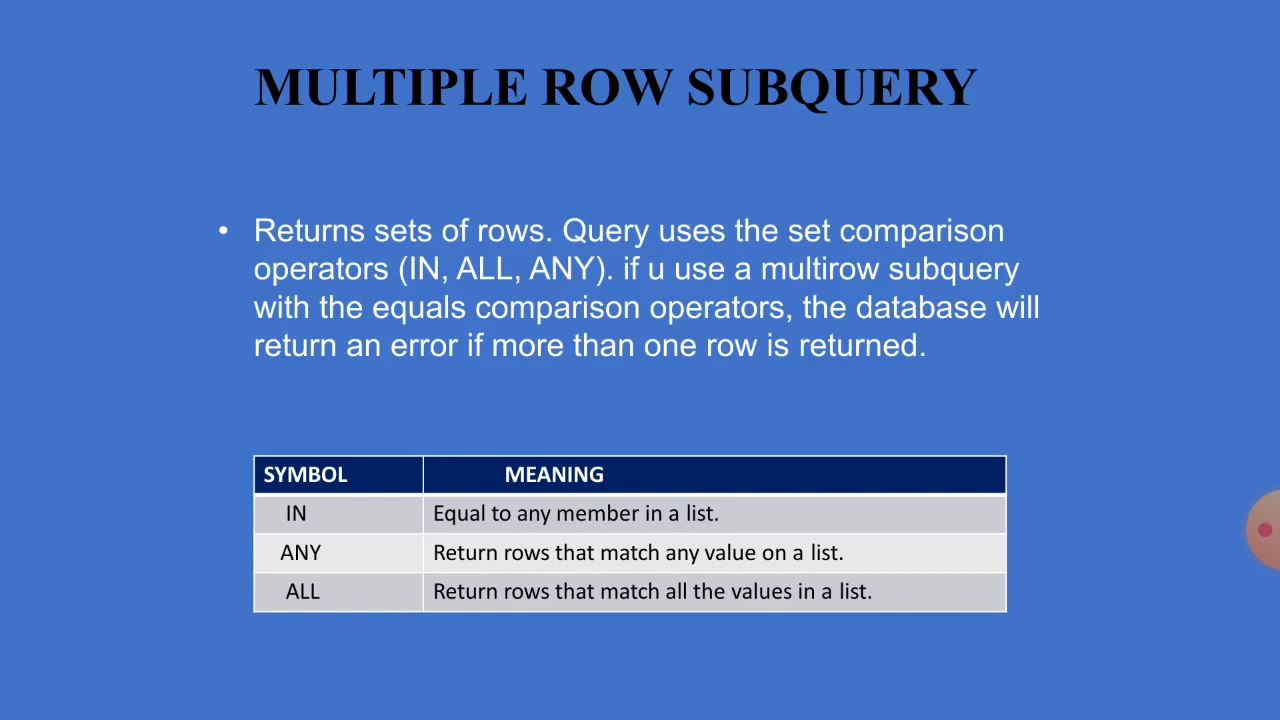 MULTIPLE ROW SUBQUERY
• Returns sets of rows. Query uses the set comparison
operators (IN, ALL, ANY). if u use a multirow subquery
with the equals comparison operators, the database will
return an error if more than one row is returned.
SYMBOL MEANING
IN Equal to any member in a list.
ANY Return rows that match any value on a list.
ALL Return rows that match all the values in a list.